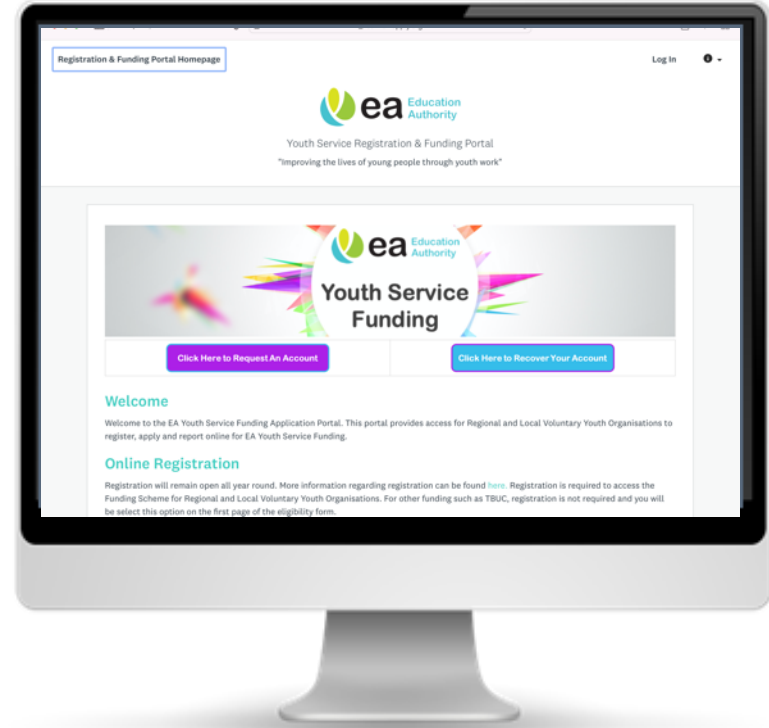 Registration & Funding Portal Homepage
Log In
ea Education
Authority
Youth Service Registration & Funding Portal
"Improving the lives of young people through youth work"
ea Education
Authority
Youth Service
Funding
Click Here to Request An Account
Click Here to Recover Your Account
Welcome
Welcome to the EA Youth Service Funding Application Portal. This portal provides access for Regional and Local Voluntary Youth Organisations to
register, apply and report online for EA Youth Service Funding.
Online Registration
Registration will remain open all year round. More information regarding registration can be found here. Registration is required to access the
Funding Scheme for Regional and Local Voluntary Youth Organisations. For other funding such as TBUC, registration is not required and you will
be select this option on the first page of the eligibility form.